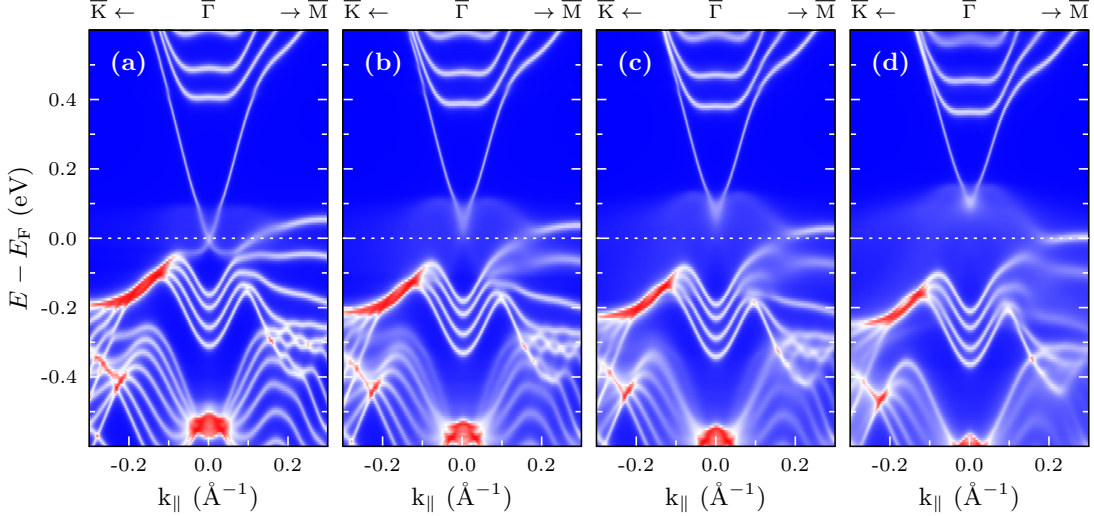 K ← Γ → M K ← Γ → M K ← Γ → M K ← Γ → M
(a) (b) (c) (d)
0.4
0.2
0.0
-0.2
-0.4
E − E_F (eV)
-0.2 0.0 0.2 -0.2 0.0 0.2 -0.2 0.0 0.2 -0.2 0.0 0.2
k_∥ (Å⁻¹) k_∥ (Å⁻¹) k_∥ (Å⁻¹) k_∥ (Å⁻¹)